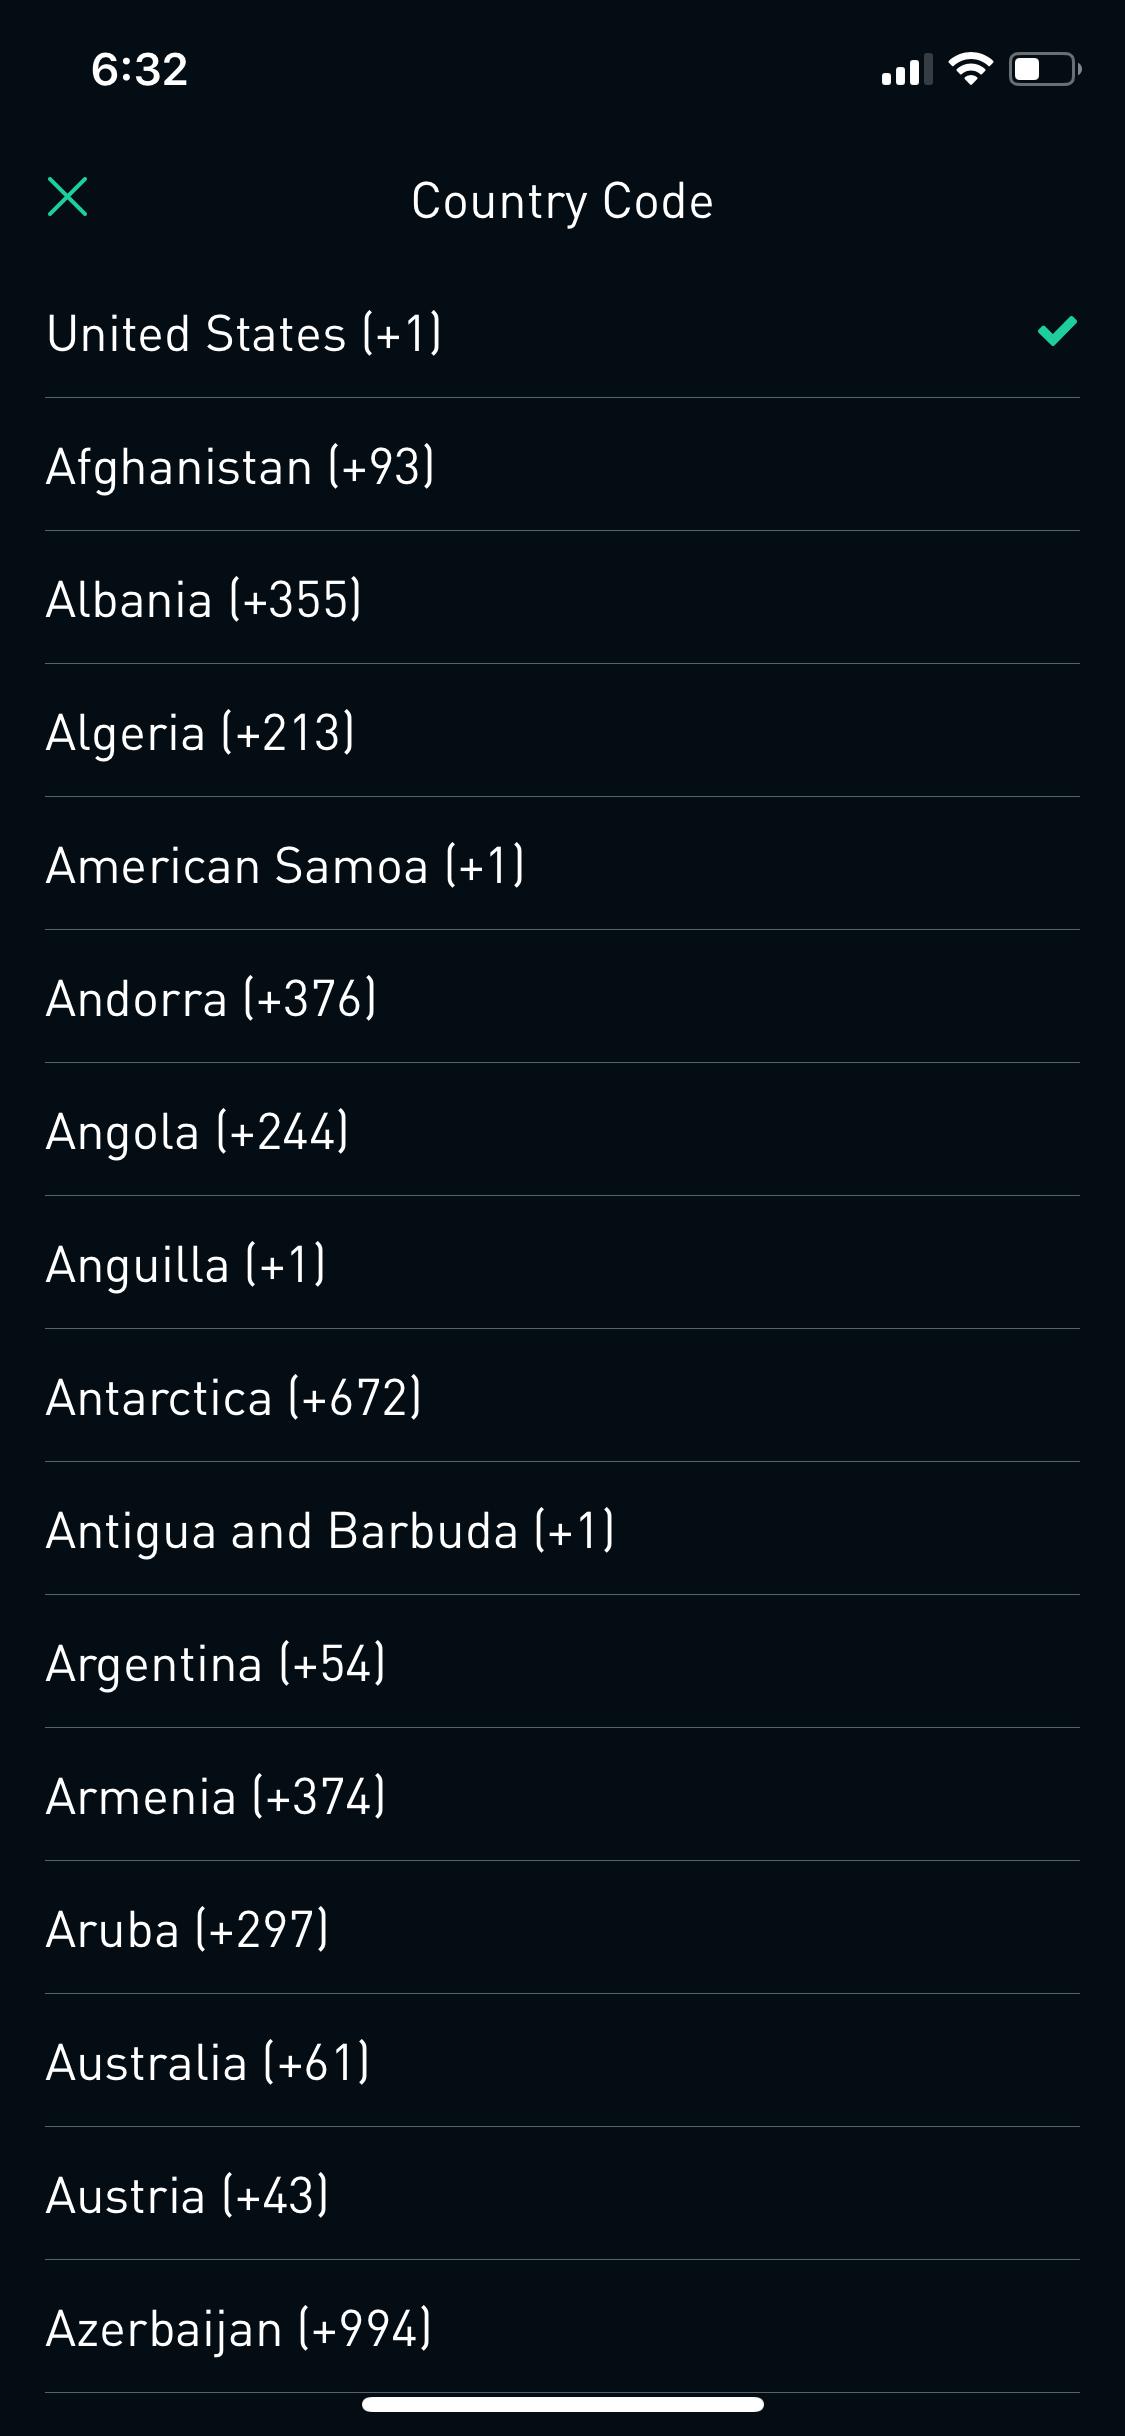 6:32
Country Code
United States (+1)
Afghanistan (+93)
Albania (+355)
Algeria (+213)
American Samoa (+1)
Andorra (+376)
Angola (+244)
Anguilla (+1)
Antarctica (+672)
Antigua and Barbuda (+1)
Argentina (+54)
Armenia (+374)
Aruba (+297)
Australia (+61)
Austria (+43)
Azerbaijan (+994)